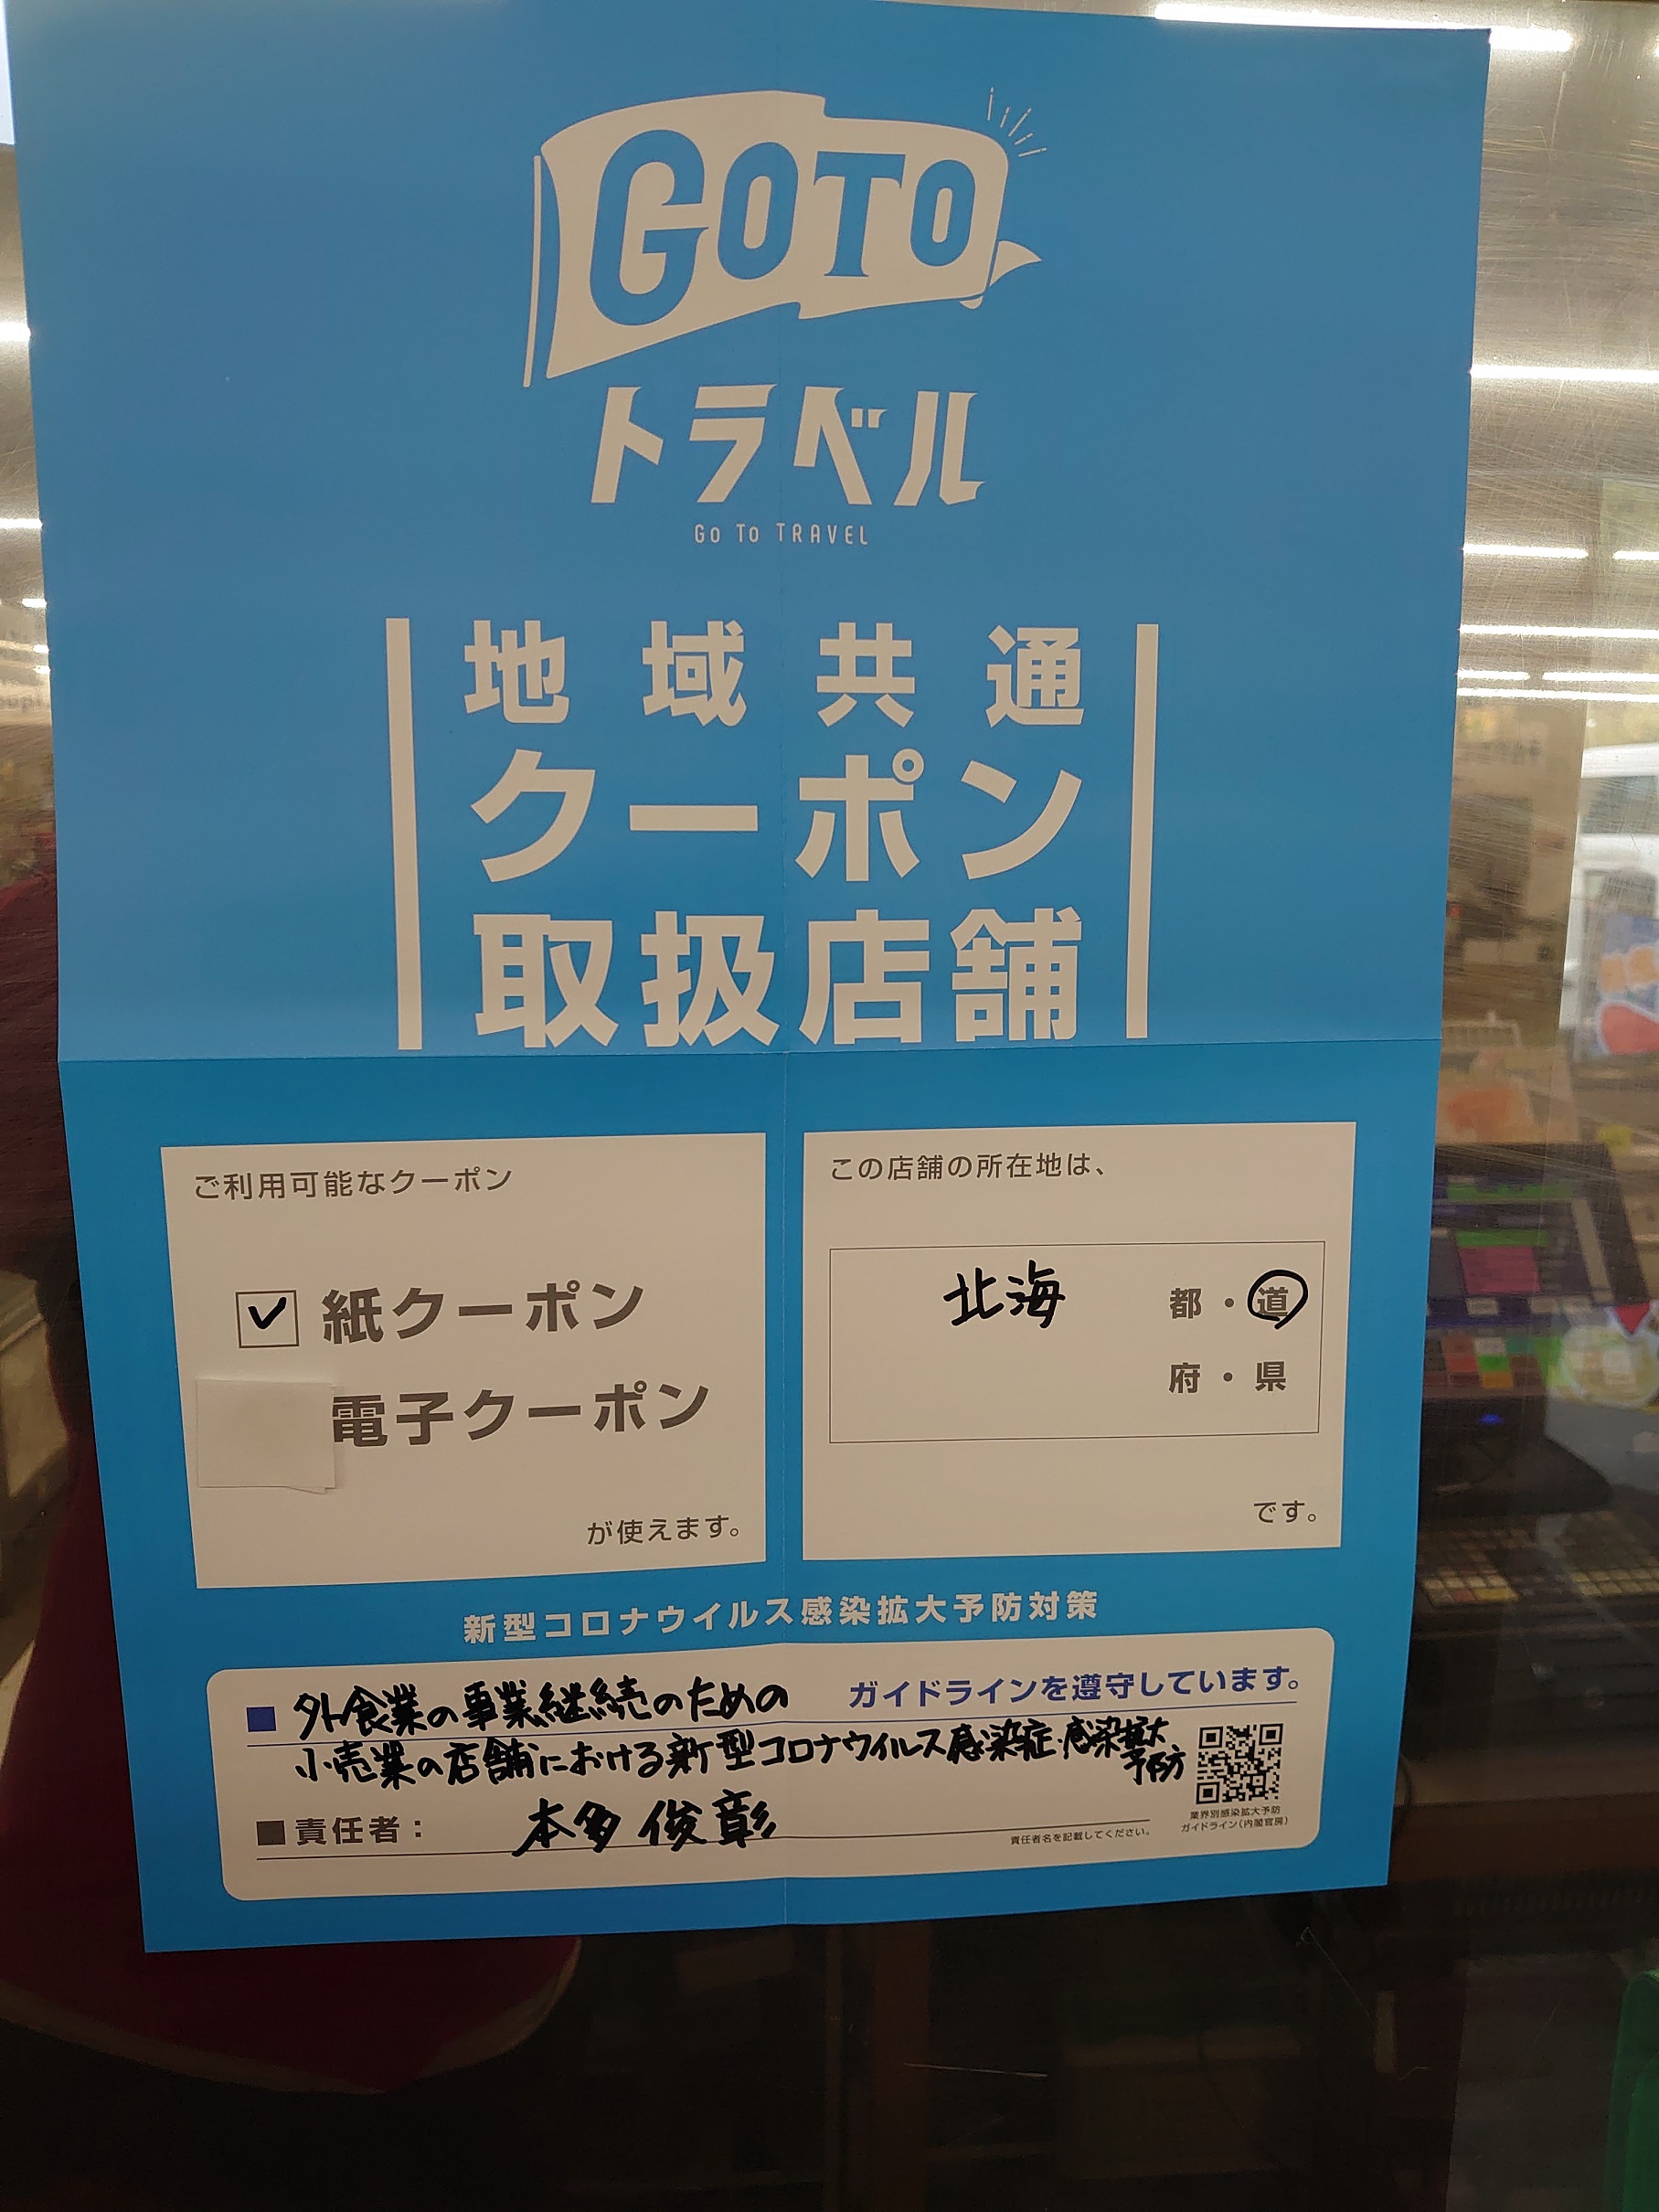 GOTO
トラベル
Go To TRAVEL
地域共通
クーポン
取扱店舗
ご利用可能なクーポン
紙クーポン
電子クーポン
が使えます。
この店舗の所在地は、
北海 都・道
府・県
です。
新型コロナウイルス感染拡大予防対策
■ 外食業の事業継続のための ガイドラインを遵守しています。
小売業の店舗における新型コロナウイルス感染症・感染拡大
予防
■責任者： 本多 俊彰
責任者名を記載してください。
業界別感染拡大予防
ガイドライン（内閣官房）